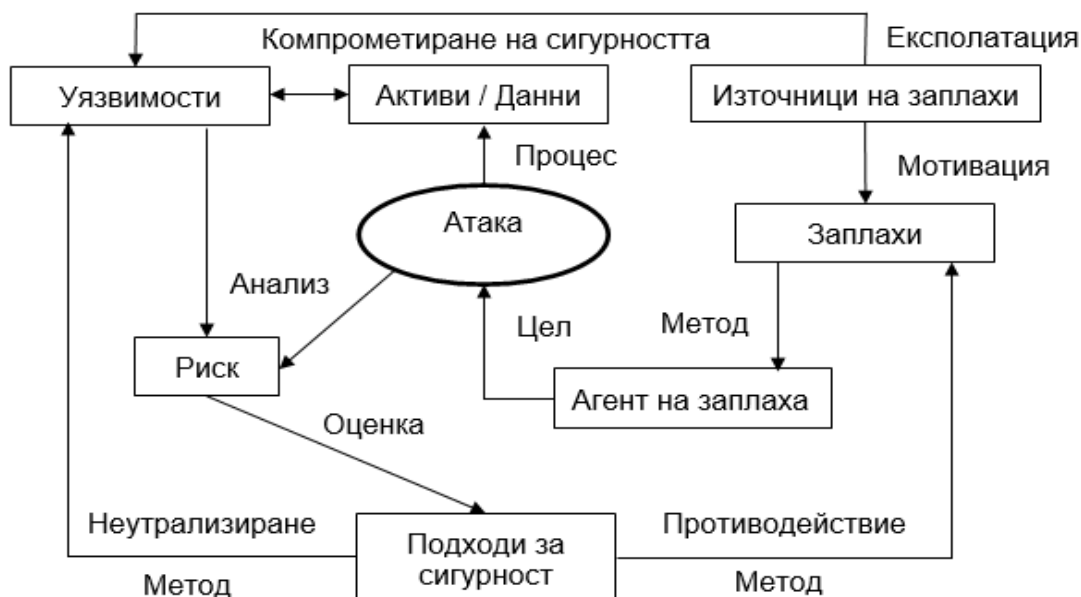 Компрометиране на сигурността
Експолатация
Уязвимости
Активи / Данни
Източници на заплахи
Процес
Мотивация
Атака
Заплахи
Анализ
Цел
Метод
Риск
Агент на заплаха
Оценка
Неутрализиране
Противодействие
Подходи за
сигурност
Метод
Метод